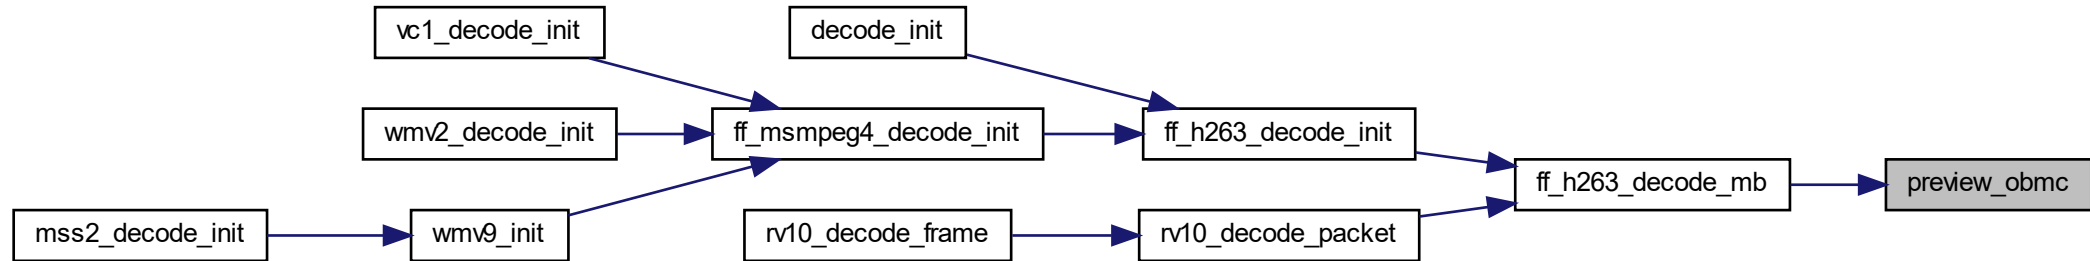 vc1_decode_init
decode_init
wmv2_decode_init
ff_msmpeg4_decode_init
ff_h263_decode_init
ff_h263_decode_mb
preview_obmc
mss2_decode_init
wmv9_init
rv10_decode_frame
rv10_decode_packet